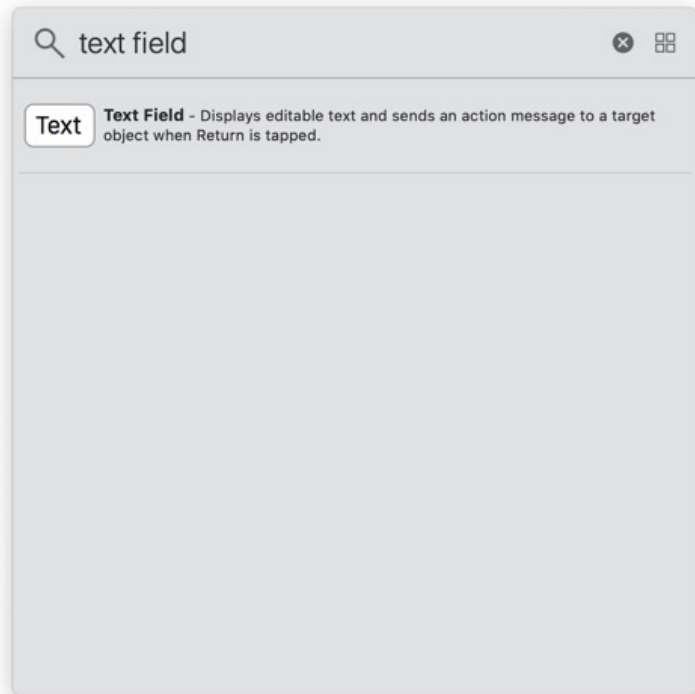 text field
Text
Text Field - Displays editable text and sends an action message to a target
object when Return is tapped.